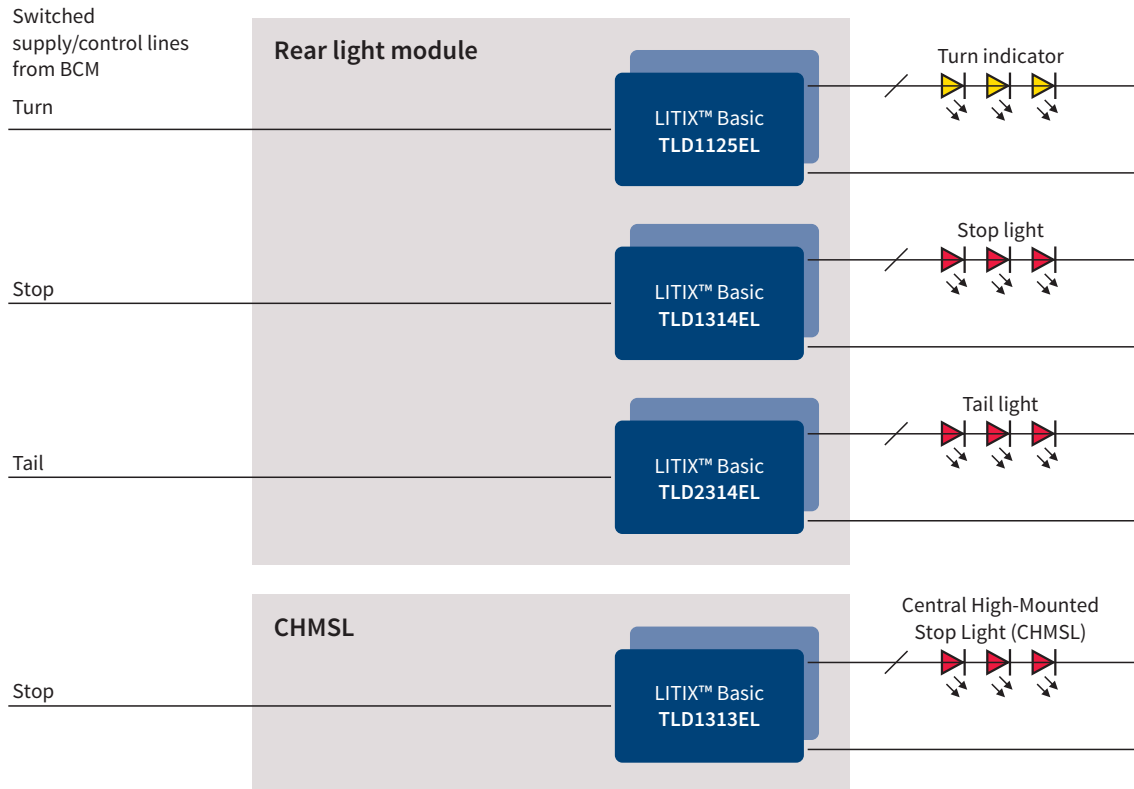 Switched
supply/control lines
from BCM
Rear light module
Turn
LITIX™ Basic
TLD1125EL
Turn indicator
Stop
LITIX™ Basic
TLD1314EL
Stop light
Tail
LITIX™ Basic
TLD2314EL
Tail light
CHMSL
Stop
LITIX™ Basic
TLD1313EL
Central High-Mounted
Stop Light (CHMSL)